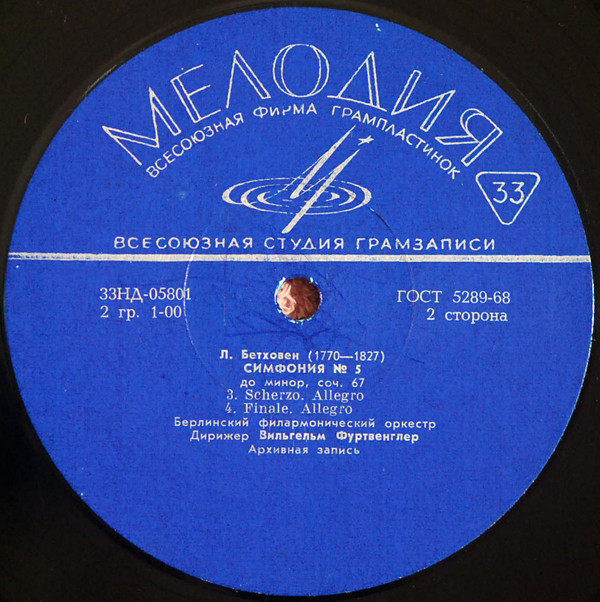 МЕЛОДИЯ
ВСЕСОЮЗНАЯ ФИРМА ГРАМПЛАСТИНОК
33
ВСЕСОЮЗНАЯ СТУДИЯ ГРАМЗАПИСИ
33НД-05801
ГОСТ 5289-68
2 гр. 1-00
2 сторона
Л. Бетховен (1770—1827)
СИМФОНИЯ № 5
до минор, соч. 67
3. Scherzo. Allegro
4. Finale. Allegro
Берлинский филармонический оркестр
Дирижер Вильгельм Фуртвенглер
Архивная запись